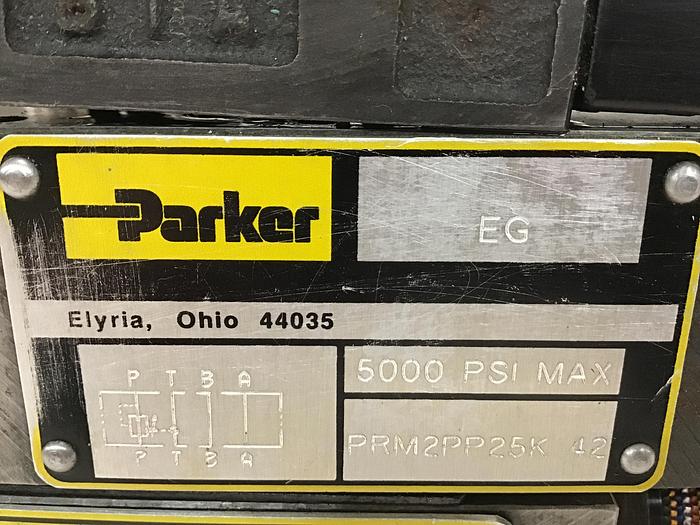 Parker
EG
Elyria, Ohio 44035
P T B A
5000 PSI MAX
PRM2PP25K 42
P T B A